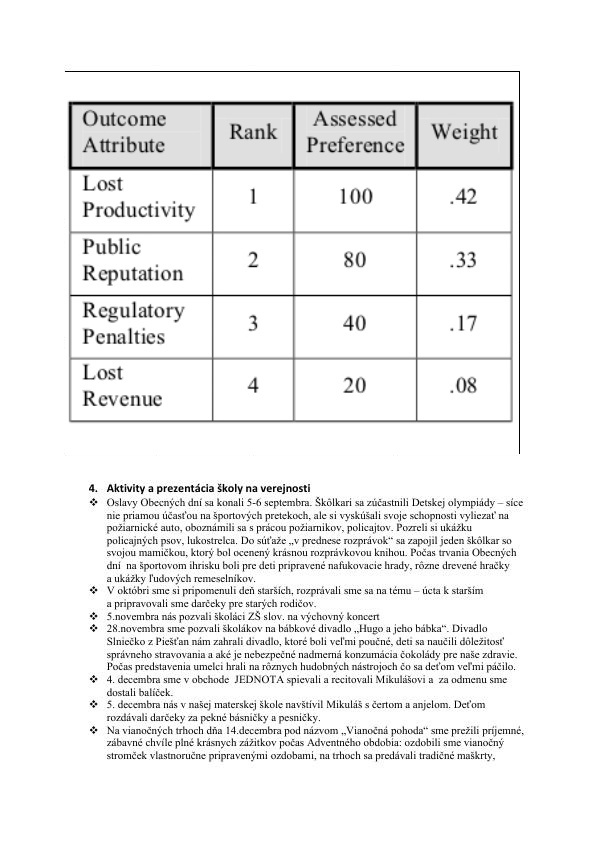 Outcome Attribute Rank Assessed Preference Weight
Lost Productivity 1 100 .42
Public Reputation 2 80 .33
Regulatory Penalties 3 40 .17
Lost Revenue 4 20 .08
4. Aktivity a prezentácia školy na verejnosti
❖ Oslavy Obecných dní sa konali 5-6 septembra. Škôlkari sa zúčastnili Detskej olympiády – síce
nie priamou účasťou na športových pretekoch, ale si vyskúšali svoje schopnosti vyliezať na
požiarnické auto, oboznámili sa s prácou požiarnikov, policajtov. Pozreli si ukážku
policajných psov, lukostrelca. Do súťaže „v prednese rozprávok“ sa zapojil jeden škôlkar so
svojou mamičkou, ktorý bol ocenený krásnou rozprávkovou knihou. Počas trvania Obecných
dní na športovom ihrisku boli pre deti pripravené nafukovacie hrady, rôzne drevené hračky
a ukážky ľudových remeselníkov.
❖ V októbri sme si pripomenuli deň starších, rozprávali sme sa na tému – úcta k starším
a pripravovali sme darčeky pre starých rodičov.
❖ 5.novembra nás pozvali školáci ZŠ slov. na výchovný koncert
❖ 28.novembra sme pozvali školákov na bábkové divadlo „Hugo a jeho bábka“. Divadlo
Slniečko z Piešťan nám zahrali divadlo, ktoré boli veľmi poučné, deti sa naučili dôležitosť
správneho stravovania a aké je nebezpečné nadmerná konzumácia čokolády pre naše zdravie.
Počas predstavenia umelci hrali na rôznych hudobných nástrojoch čo sa deťom veľmi páčilo.
❖ 4. decembra sme v obchode JEDNOTA spievali a recitovali Mikulášovi a za odmenu sme
dostali balíček.
❖ 5. decembra nás v našej materskej škole navštívil Mikuláš s čertom a anjelom. Deťom
rozdávali darčeky za pekné básničky a pesničky.
❖ Na vianočných trhoch dňa 14.decembra pod názvom „Vianočná pohoda“ sme prežili príjemné,
zábavné chvíle plné krásnych zážitkov počas Adventného obdobia: ozdobili sme vianočný
stromček vlastnoručne pripravenými ozdobami, na trhoch sa predávali tradičné maškrty,